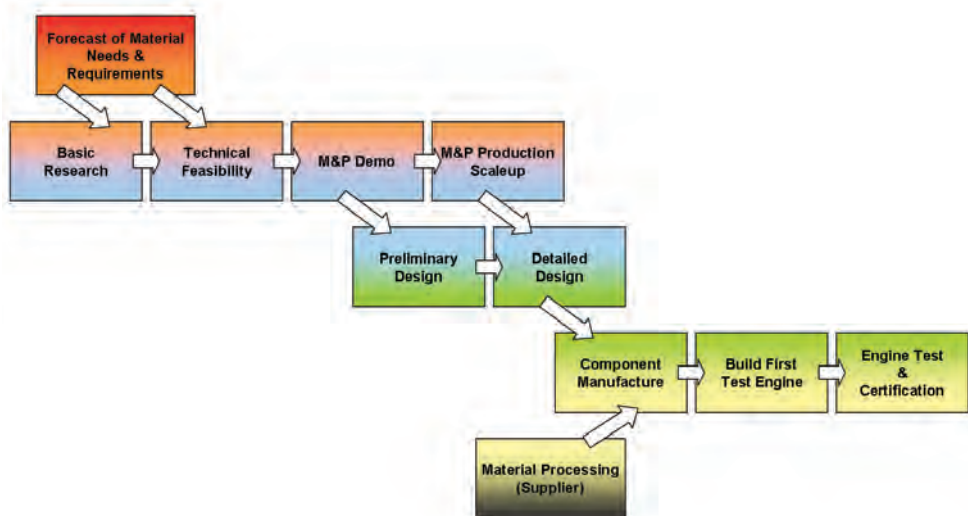 Forecast of Material
Needs &
Requirements
Basic
Research
Technical
Feasibility
M&P Demo
M&P Production
Scaleup
Preliminary
Design
Detailed
Design
Component
Manufacture
Build First
Test Engine
Engine Test
&
Certification
Material Processing
(Supplier)